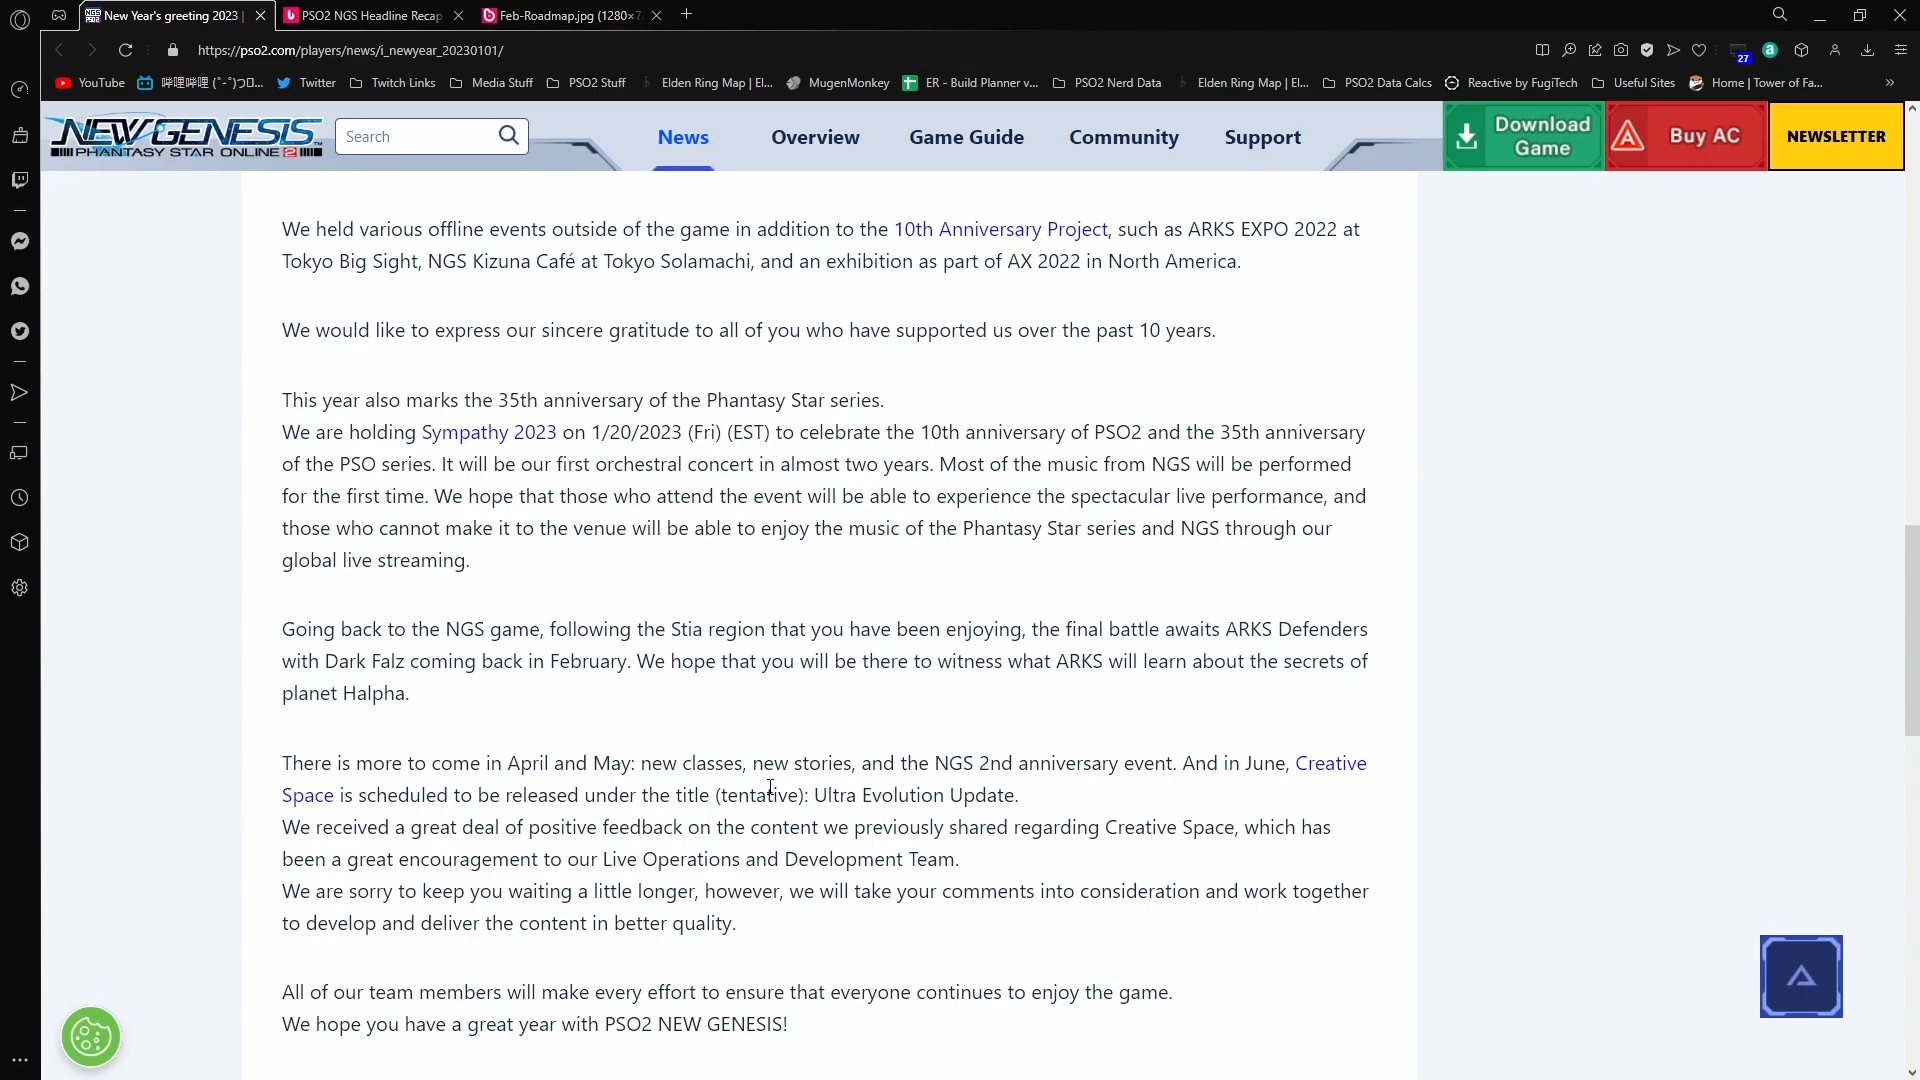 New Year's greeting 2023 |
PSO2 NGS Headline Recap
Feb-Roadmap.jpg (1280×7
https://pso2.com/players/news/i_newyear_20230101/
27
YouTube
Twitter
Twitch Links
Media Stuff
PSO2 Stuff
Elden Ring Map | El...
MugenMonkey
ER - Build Planner v...
PSO2 Nerd Data
Elden Ring Map | El...
PSO2 Data Calcs
Reactive by FugiTech
Useful Sites
Home | Tower of Fa...
NEW GENESIS
PHANTASY STAR ONLINE 2
Search
News
Overview
Game Guide
Community
Support
Download
Game
Buy AC
NEWSLETTER
We held various offline events outside of the game in addition to the 10th Anniversary Project, such as ARKS EXPO 2022 at
Tokyo Big Sight, NGS Kizuna Café at Tokyo Solamachi, and an exhibition as part of AX 2022 in North America.
We would like to express our sincere gratitude to all of you who have supported us over the past 10 years.
This year also marks the 35th anniversary of the Phantasy Star series.
We are holding Sympathy 2023 on 1/20/2023 (Fri) (EST) to celebrate the 10th anniversary of PSO2 and the 35th anniversary
of the PSO series. It will be our first orchestral concert in almost two years. Most of the music from NGS will be performed
for the first time. We hope that those who attend the event will be able to experience the spectacular live performance, and
those who cannot make it to the venue will be able to enjoy the music of the Phantasy Star series and NGS through our
global live streaming.
Going back to the NGS game, following the Stia region that you have been enjoying, the final battle awaits ARKS Defenders
with Dark Falz coming back in February. We hope that you will be there to witness what ARKS will learn about the secrets of
planet Halpha.
There is more to come in April and May: new classes, new stories, and the NGS 2nd anniversary event. And in June, Creative
Space is scheduled to be released under the title (tentative): Ultra Evolution Update.
We received a great deal of positive feedback on the content we previously shared regarding Creative Space, which has
been a great encouragement to our Live Operations and Development Team.
We are sorry to keep you waiting a little longer, however, we will take your comments into consideration and work together
to develop and deliver the content in better quality.
All of our team members will make every effort to ensure that everyone continues to enjoy the game.
We hope you have a great year with PSO2 NEW GENESIS!